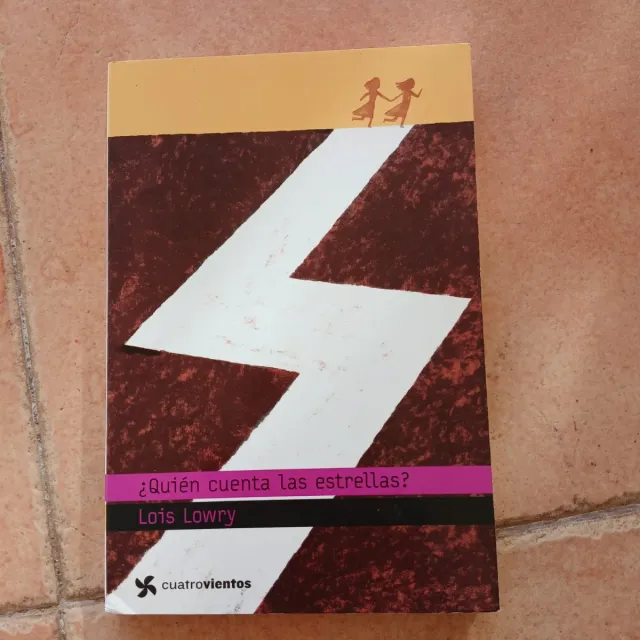 ¿Quién cuenta las estrellas?
Lois Lowry
cuatrovientos